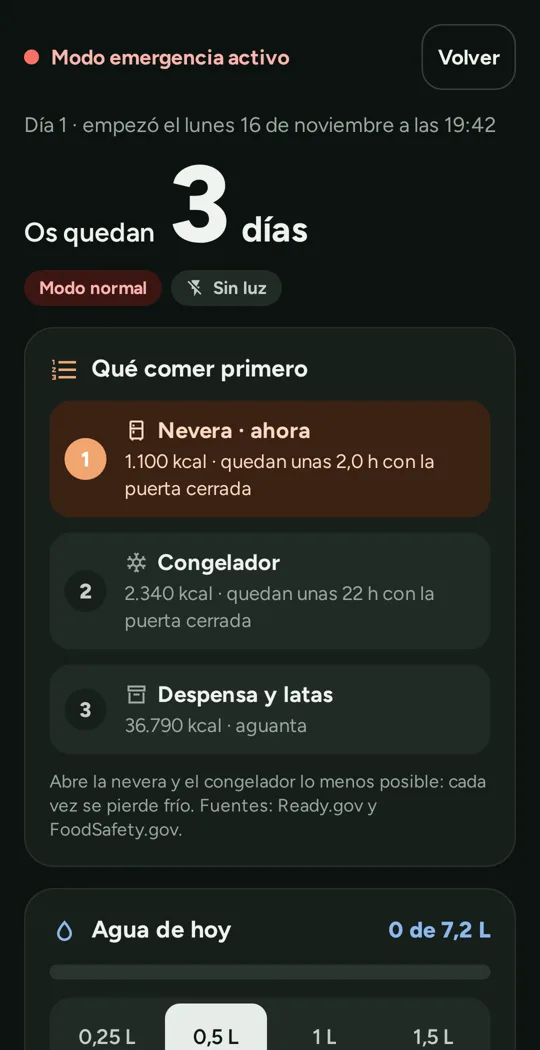 Modo emergencia activo
Volver
Día 1 · empezó el lunes 16 de noviembre a las 19:42
Os quedan 3 días
Modo normal
Sin luz
Qué comer primero
1
Nevera · ahora
1.100 kcal · quedan unas 2,0 h con la
puerta cerrada
2
Congelador
2.340 kcal · quedan unas 22 h con la
puerta cerrada
3
Despensa y latas
36.790 kcal · aguanta
Abre la nevera y el congelador lo menos posible: cada
vez se pierde frío. Fuentes: Ready.gov y
FoodSafety.gov.
Agua de hoy
0 de 7,2 L
0,25 L
0,5 L
1 L
1,5 L